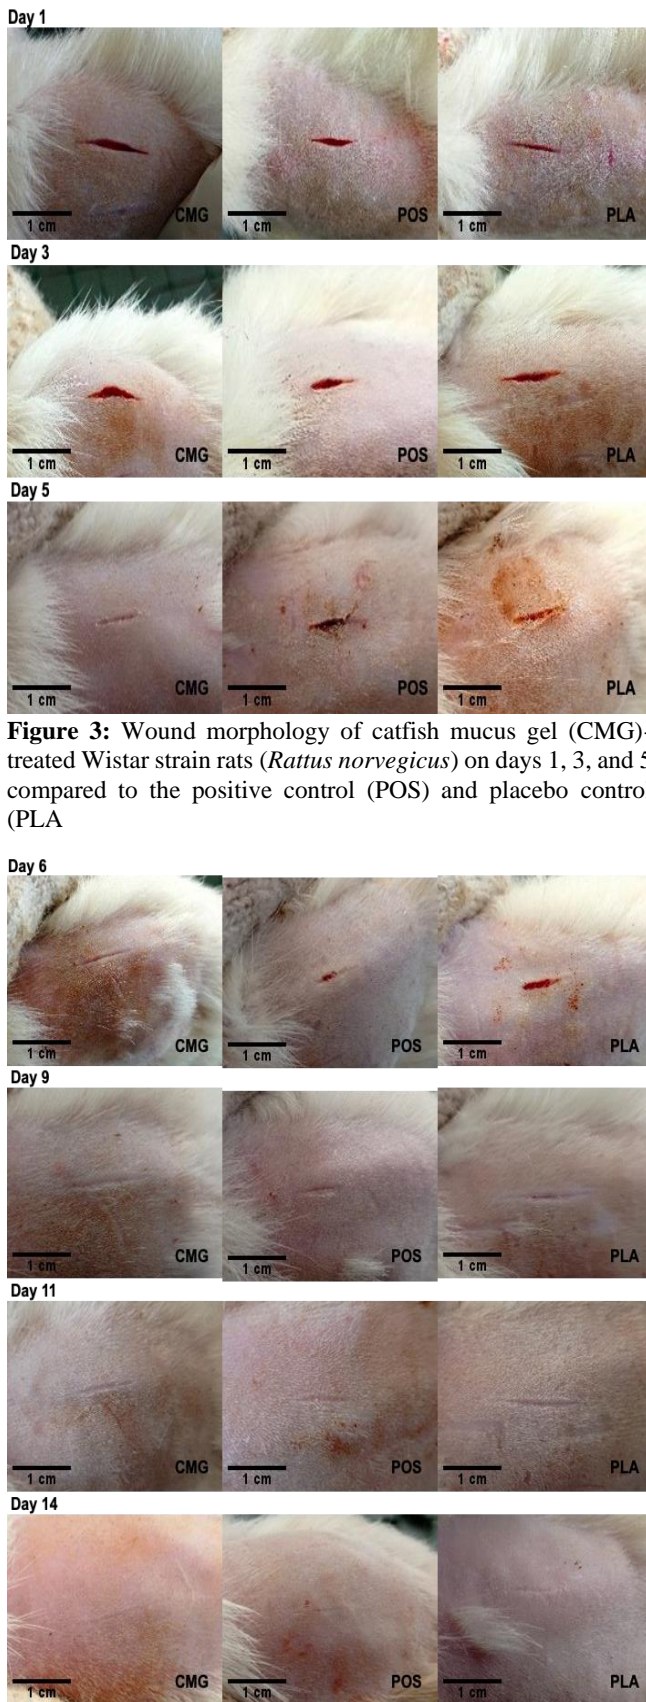 Day 1
CMG POS PLA
1 cm 1 cm 1 cm
Day 3
CMG POS PLA
1 cm 1 cm 1 cm
Day 5
CMG POS PLA
1 cm 1 cm 1 cm
Figure 3: Wound morphology of catfish mucus gel (CMG)-
treated Wistar strain rats (Rattus norvegicus) on days 1, 3, and 5
compared to the positive control (POS) and placebo contro
(PLA
Day 6
CMG POS PLA
1 cm 1 cm 1 cm
Day 9
CMG POS PLA
1 cm 1 cm 1 cm
Day 11
CMG POS PLA
1 cm 1 cm 1 cm
Day 14
CMG POS PLA
1 cm 1 cm 1 cm